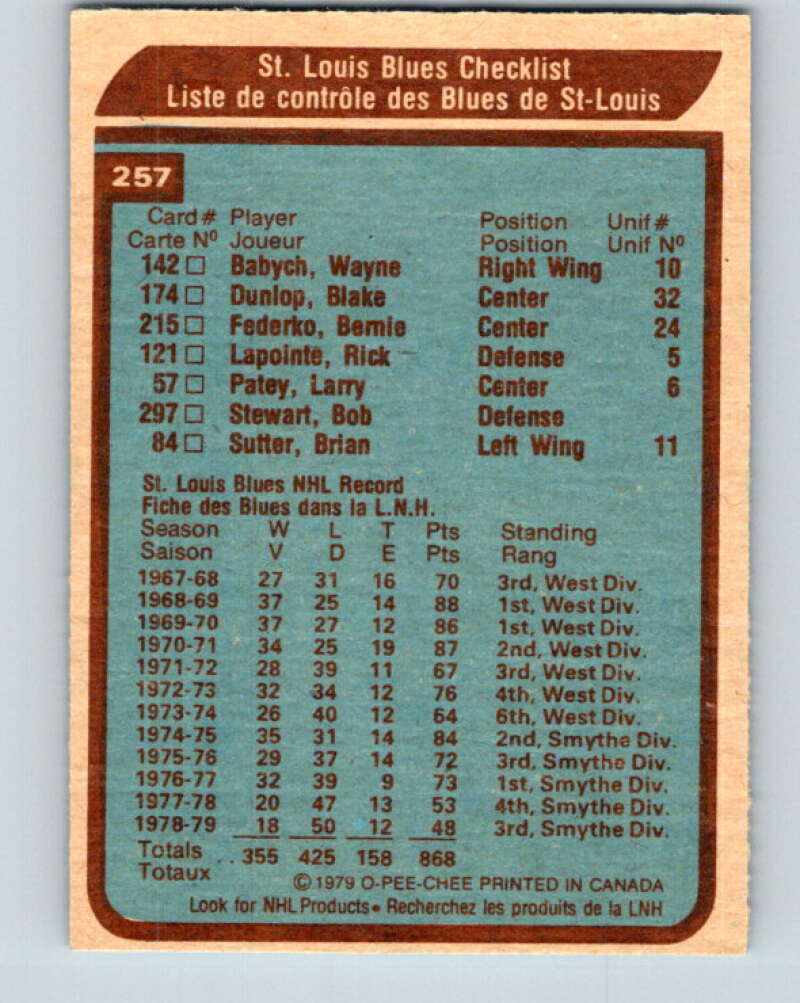 St. Louis Blues Checklist
Liste de contrôle des Blues de St-Louis
257
Card # Player Position Unif #
Carte Nº Joueur Position Unif Nº
142 □ Babych, Wayne Right Wing 10
174 □ Dunlop, Blake Center 32
215 □ Federko, Bernie Center 24
121 □ Lapointe, Rick Defense 5
57 □ Patey, Larry Center 6
297 □ Stewart, Bob Defense
84 □ Sutter, Brian Left Wing 11
St. Louis Blues NHL Record
Fiche des Blues dans la L.N.H.
Season W L T Pts Standing
Saison V D E Pts Rang
1967-68 27 31 16 70 3rd, West Div.
1968-69 37 25 14 88 1st, West Div.
1969-70 37 27 12 86 1st, West Div.
1970-71 34 25 19 87 2nd, West Div.
1971-72 28 39 11 67 3rd, West Div.
1972-73 32 34 12 76 4th, West Div.
1973-74 26 40 12 64 6th, West Div.
1974-75 35 31 14 84 2nd, Smythe Div.
1975-76 29 37 14 72 3rd, Smythe Div.
1976-77 32 39 9 73 1st, Smythe Div.
1977-78 20 47 13 53 4th, Smythe Div.
1978-79 18 50 12 48 3rd, Smythe Div.
Totals .. 355 425 158 868
Totaux
© 1979 O-PEE-CHEE PRINTED IN CANADA
Look for NHL Products • Recherchez les produits de la LNH